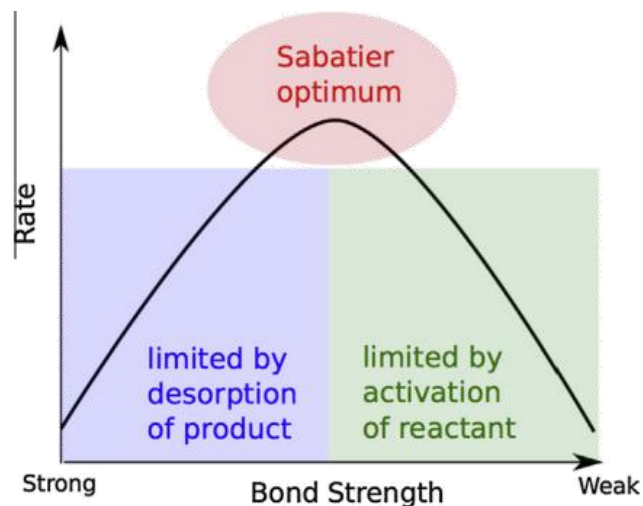 Sabatier
optimum
Rate
limited by
desorption
of product
limited by
activation
of reactant
Strong
Bond Strength
Weak